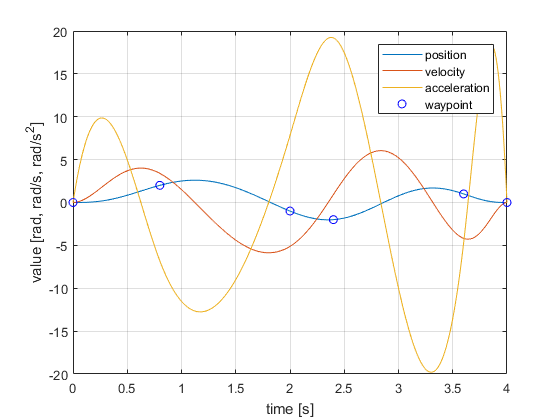 20
15
10
5
0
-5
-10
-15
-20
value [rad, rad/s, rad/s²]
position
velocity
acceleration
waypoint
0 0.5 1 1.5 2 2.5 3 3.5 4
time [s]